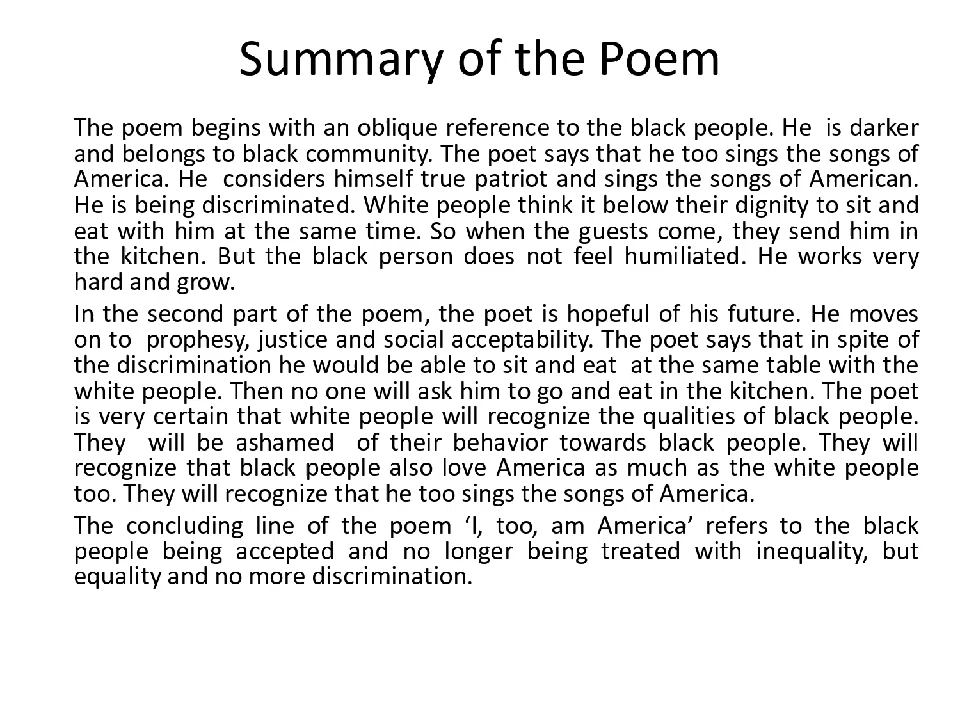 Summary of the Poem
The poem begins with an oblique reference to the black people. He  is darker
and belongs to black community. The poet says that he too sings the songs of
America. He  considers himself true patriot and sings the songs of American.
He is being discriminated. White people think it below their dignity to sit and
eat with him at the same time. So when the guests come, they send him in
the kitchen. But the black person does not feel humiliated. He works very
hard and grow.
In the second part of the poem, the poet is hopeful of his future. He moves
on to  prophesy, justice and social acceptability. The poet says that in spite of
the discrimination he would be able to sit and eat  at the same table with the
white people. Then no one will ask him to go and eat in the kitchen. The poet
is very certain that white people will recognize the qualities of black people.
They  will be ashamed  of their behavior towards black people. They will
recognize that black people also love America as much as the white people
too. They will recognize that he too sings the songs of America.
The concluding line of the poem ‘I, too, am America’ refers to the black
people being accepted and no longer being treated with inequality, but
equality and no more discrimination.